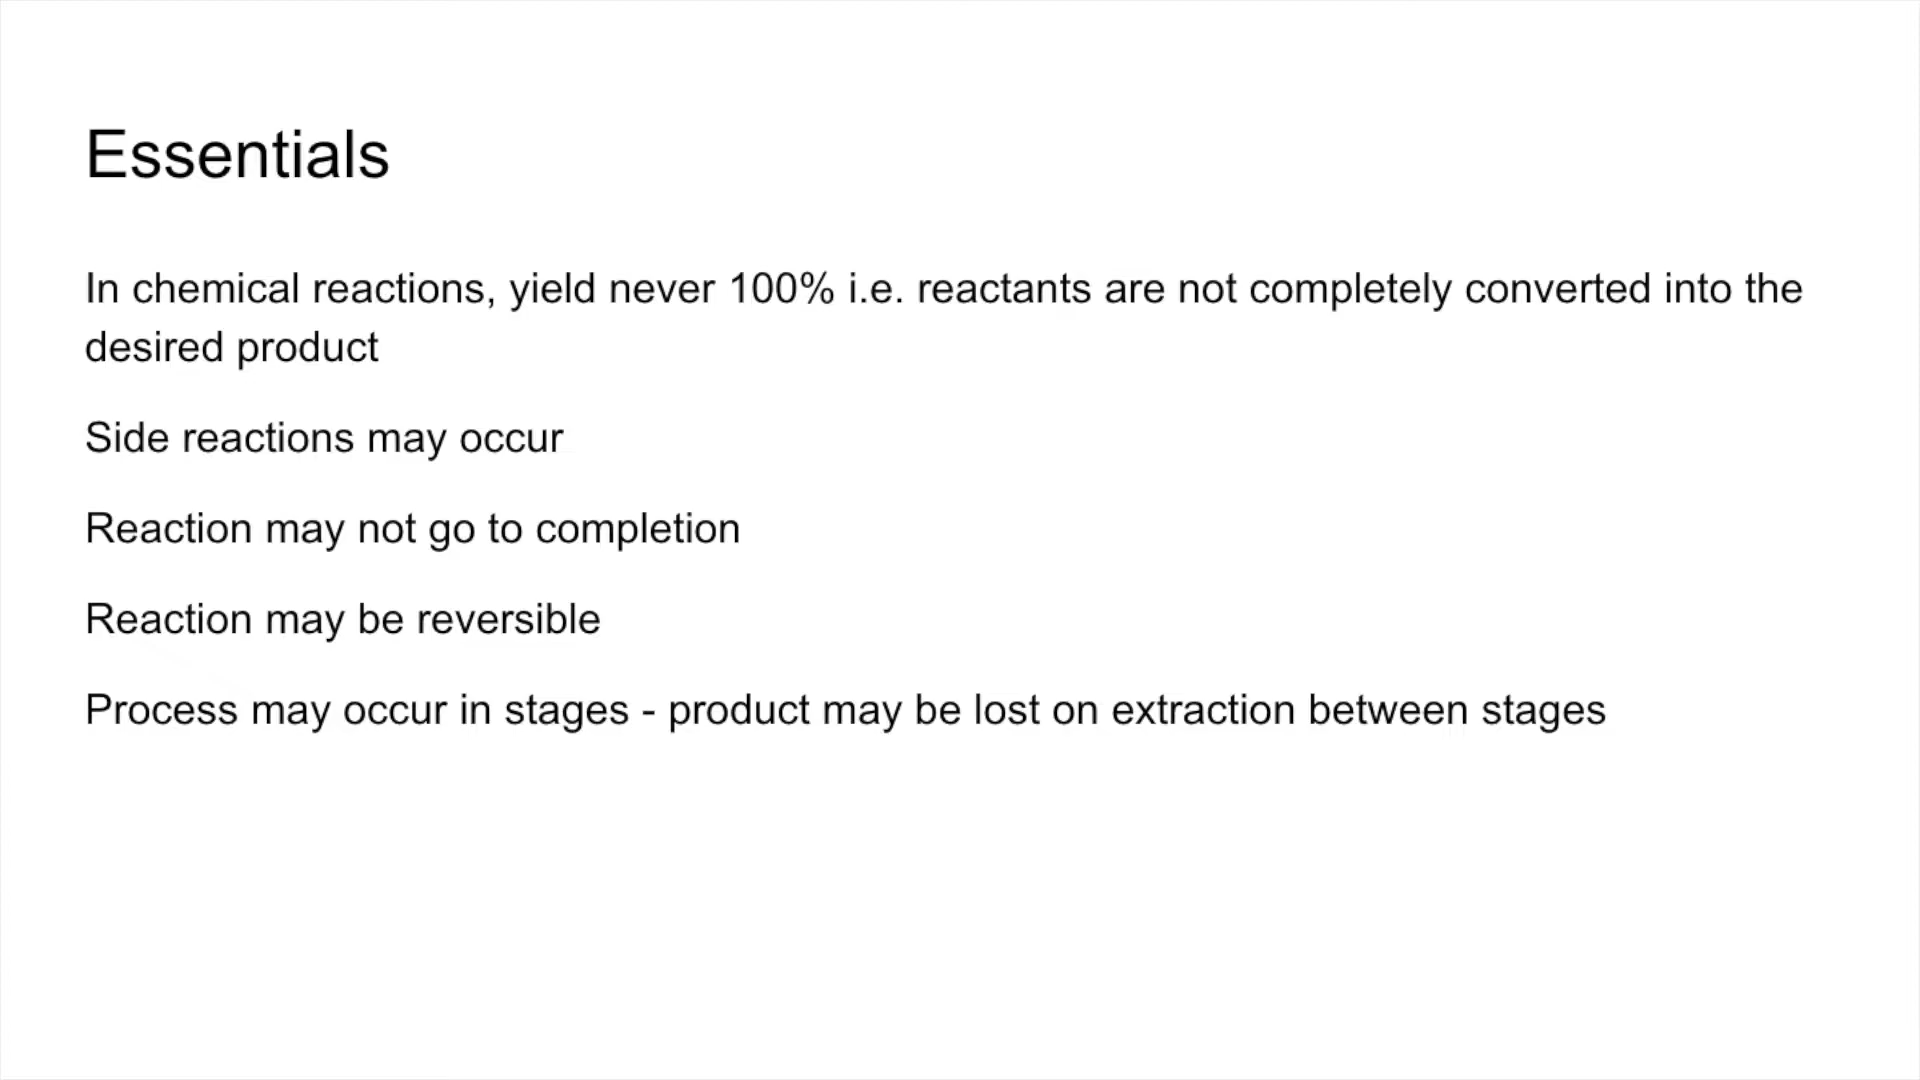 Essentials
In chemical reactions, yield never 100% i.e. reactants are not completely converted into the
desired product
Side reactions may occur
Reaction may not go to completion
Reaction may be reversible
Process may occur in stages - product may be lost on extraction between stages